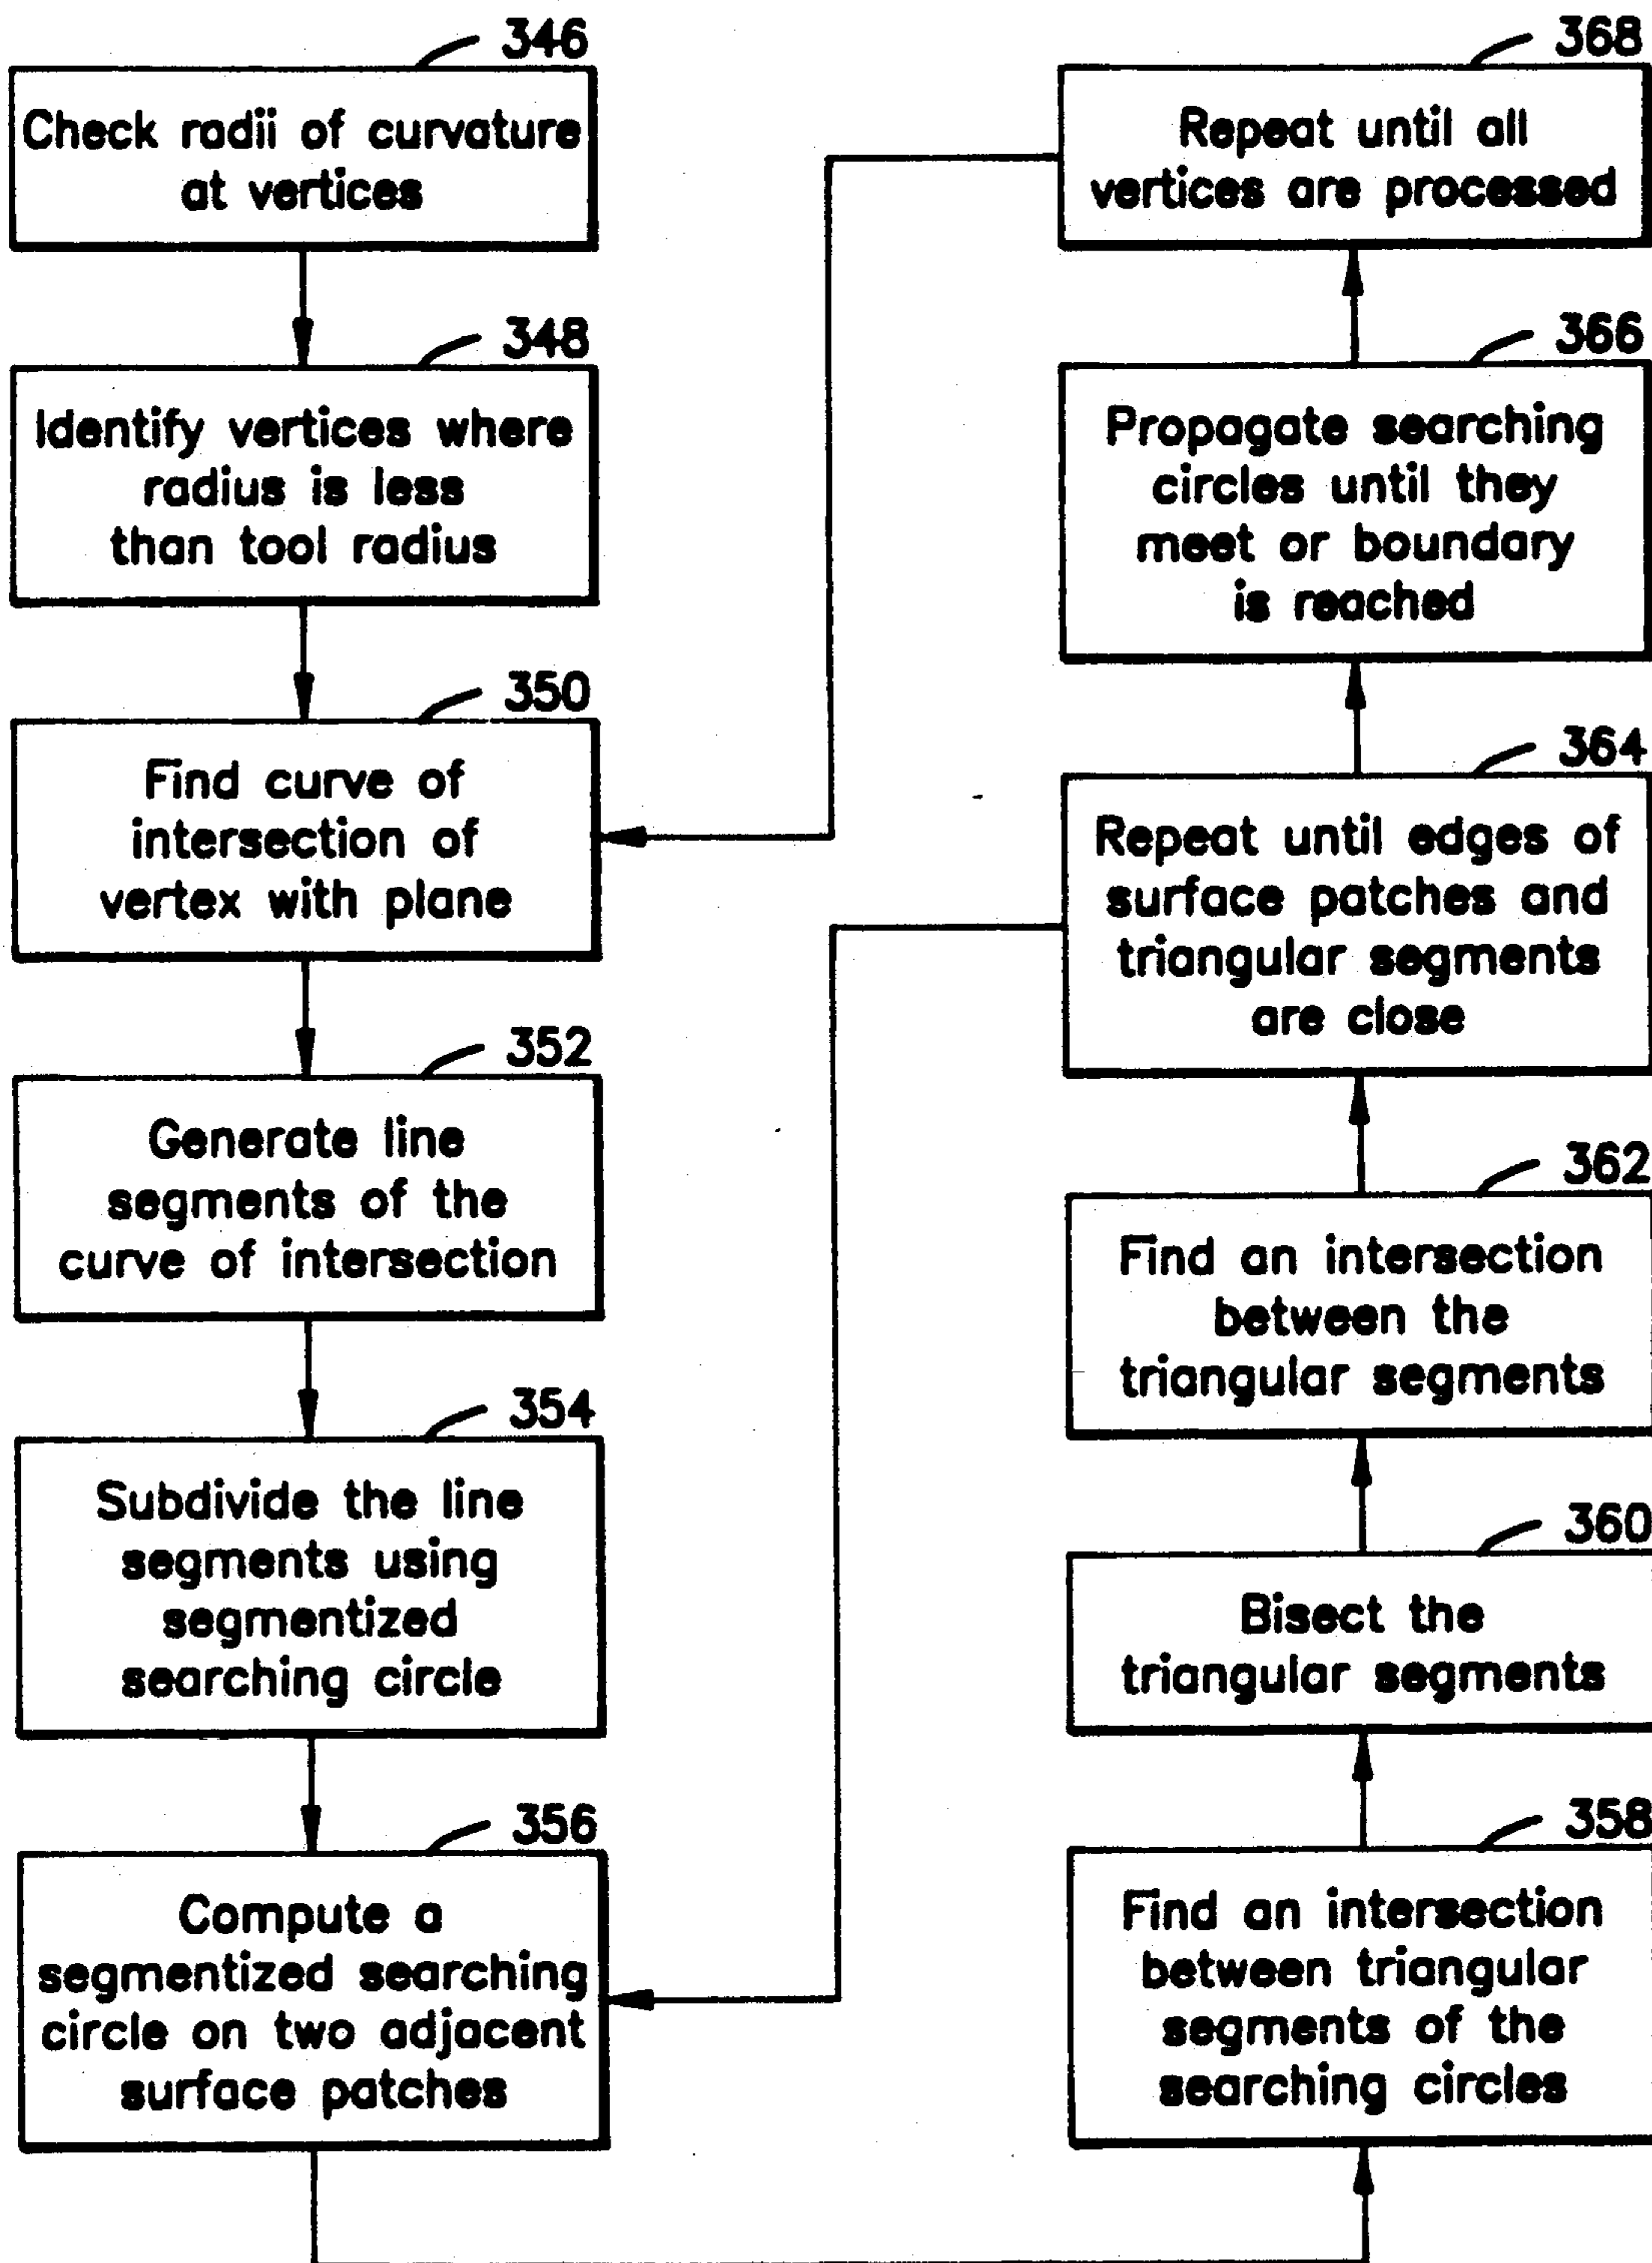 346
Check radii of curvature
at vertices
348
Identify vertices where
radius is less
than tool radius
350
Find curve of
intersection of
vertex with plane
352
Generate line
segments of the
curve of intersection
354
Subdivide the line
segments using
segmentized
searching circle
356
Compute a
segmentized searching
circle on two adjacent
surface patches
368
Repeat until all
vertices are processed
366
Propagate searching
circles until they
meet or boundary
is reached
364
Repeat until edges of
surface patches and
triangular segments
are close
362
Find an intersection
between the
triangular segments
360
Bisect the
triangular segments
358
Find an intersection
between triangular
segments of the
searching circles